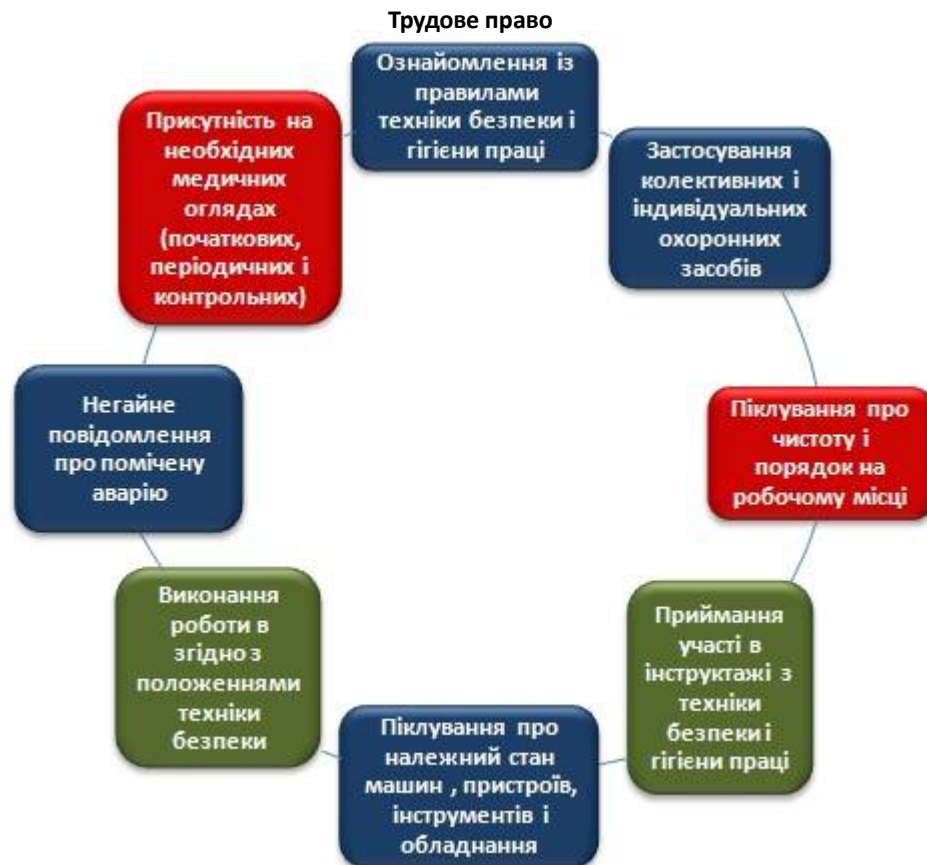 Трудове право
Ознайомлення із
правилами
техніки безпеки і
гігієни праці
Застосування
колективних і
індивідуальних
охоронних
засобів
Піклування про
чистоту і
порядок на
робочому місці
Приймання
участі в
інструктажі з
техніки
безпеки і
гігієни праці
Піклування про
належний стан
машин , пристроїв,
інструментів і
обладнання
Виконання
роботи в
згідно з
положеннями
техніки
безпеки
Негайне
повідомлення
про помічену
аварію
Присутність на
необхідних
медичних
оглядах
(початкових,
періодичних і
контрольних)